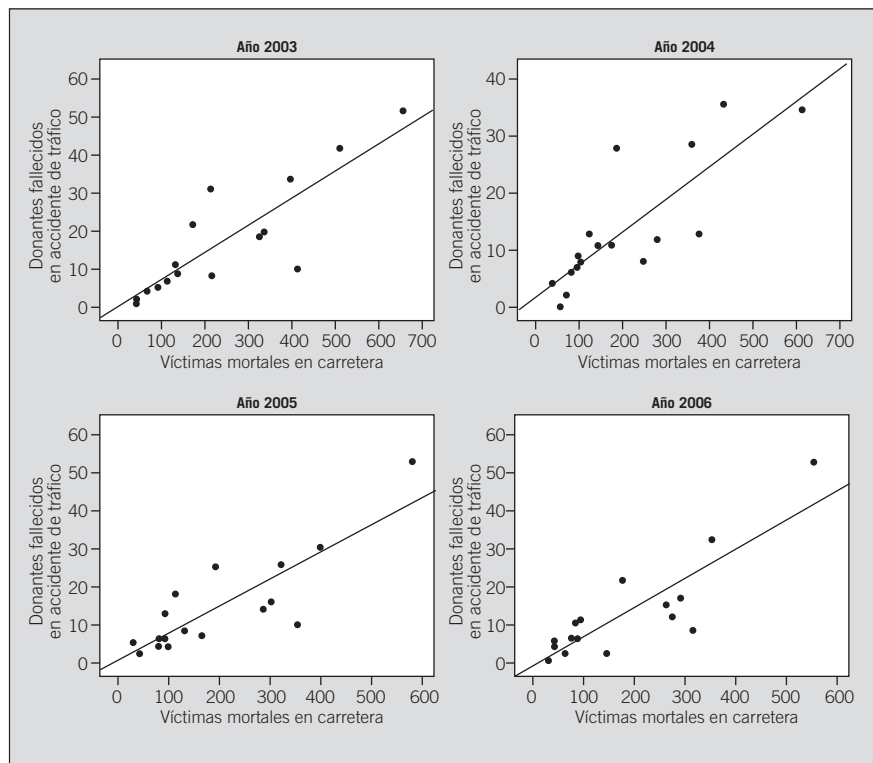 Año 2003
Donantes fallecidos
en accidente de tráfico
60
50
40
30
20
10
0
0 100 200 300 400 500 600 700
Víctimas mortales en carretera
Año 2004
Donantes fallecidos
en accidente de tráfico
40
30
20
10
0
0 100 200 300 400 500 600 700
Víctimas mortales en carretera
Año 2005
Donantes fallecidos
en accidente de tráfico
60
50
40
30
20
10
0
0 100 200 300 400 500 600
Víctimas mortales en carretera
Año 2006
Donantes fallecidos
en accidente de tráfico
60
50
40
30
20
10
0
0 100 200 300 400 500 600
Víctimas mortales en carretera